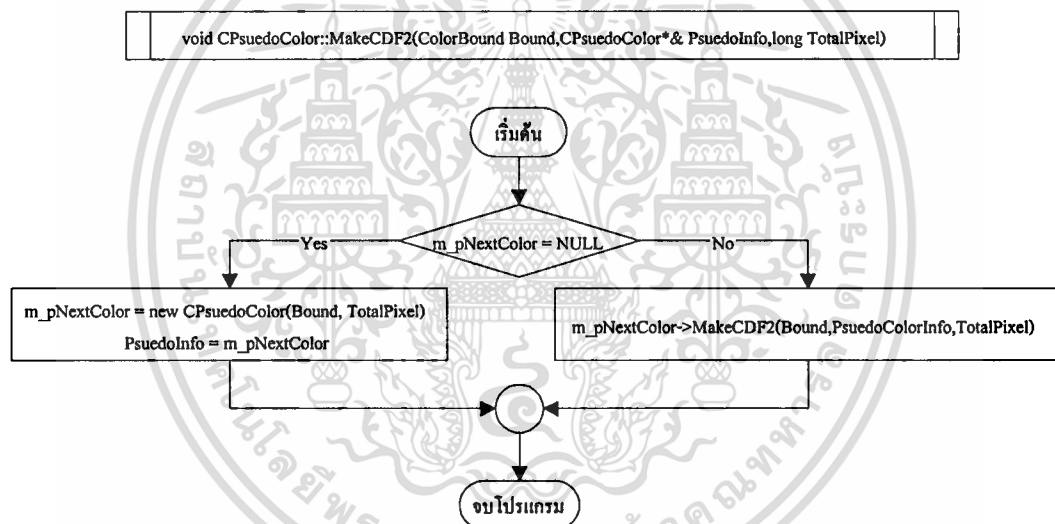 void CPsuedoColor::MakeCDF2(ColorBound Bound,CPsuedoColor*& PsuedoInfo,long TotalPixel)
เริ่มต้น
m_pNextColor = NULL
Yes
No
m_pNextColor = new CPsuedoColor(Bound, TotalPixel)
PsuedoInfo = m_pNextColor
m_pNextColor->MakeCDF2(Bound,PsuedoColorInfo,TotalPixel)
จบโปรแกรม